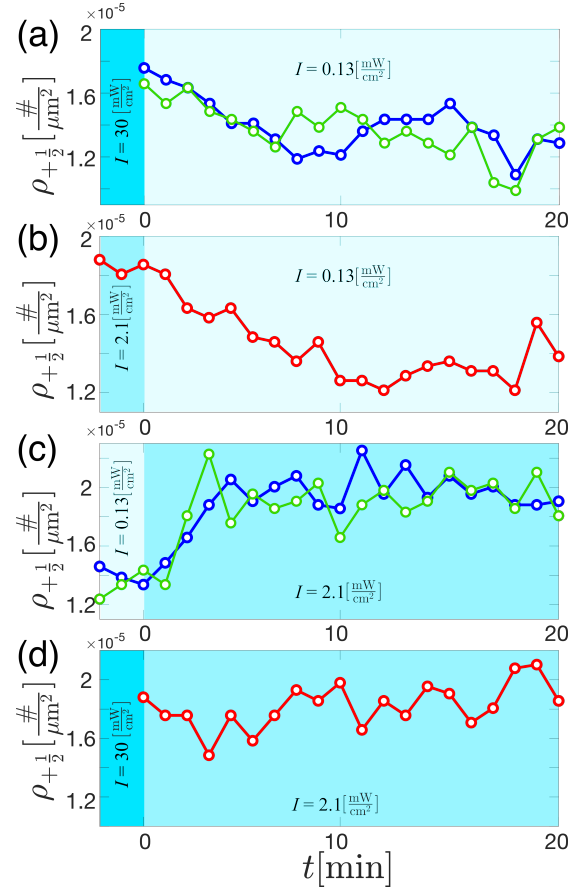 (a)
×10⁻⁵
2
1.6
1.2
ρ₊½ [#/μm²]
I = 30 [mW/cm²]
I = 0.13[mW/cm²]
0
10
20
(b)
×10⁻⁵
2
1.6
1.2
ρ₊½ [#/μm²]
I = 2.1[mW/cm²]
I = 0.13[mW/cm²]
0
10
20
(c)
×10⁻⁵
2
1.6
1.2
ρ₊½ [#/μm²]
I = 0.13[mW/cm²]
I = 2.1[mW/cm²]
0
10
20
(d)
×10⁻⁵
2
1.6
1.2
ρ₊½ [#/μm²]
I = 30 [mW/cm²]
I = 2.1[mW/cm²]
0
10
20
t[min]